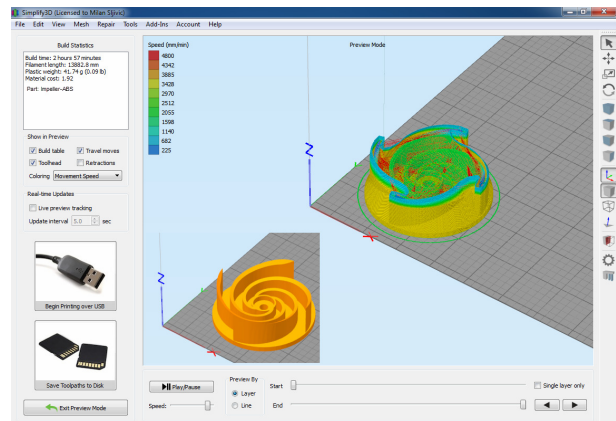 Simplify3D (Licensed to Milan Sljivic)
File Edit View Mesh Repair Tools Add-Ins Account Help
Build Statistics
Build time: 2 hours 57 minutes
Filament length: 13882.8 mm
Plastic weight: 41.74 g (0.09 lb)
Material cost: 1.92
Part: Impeller-ABS
Show in Preview
Build table Travel moves
Toolhead Retractions
Coloring Movement Speed
Real-time Updates
Live preview tracking
Update interval 5.0 sec
Begin Printing over USB
Save Toolpaths to Disk
Exit Preview Mode
Speed (mm/min)
4800
4342
3885
3428
2970
2512
2055
1598
1140
682
225
Preview Mode
Z
X
Z
X
Play/Pause
Speed:
Preview By
Layer
Line
Start
End
Single layer only